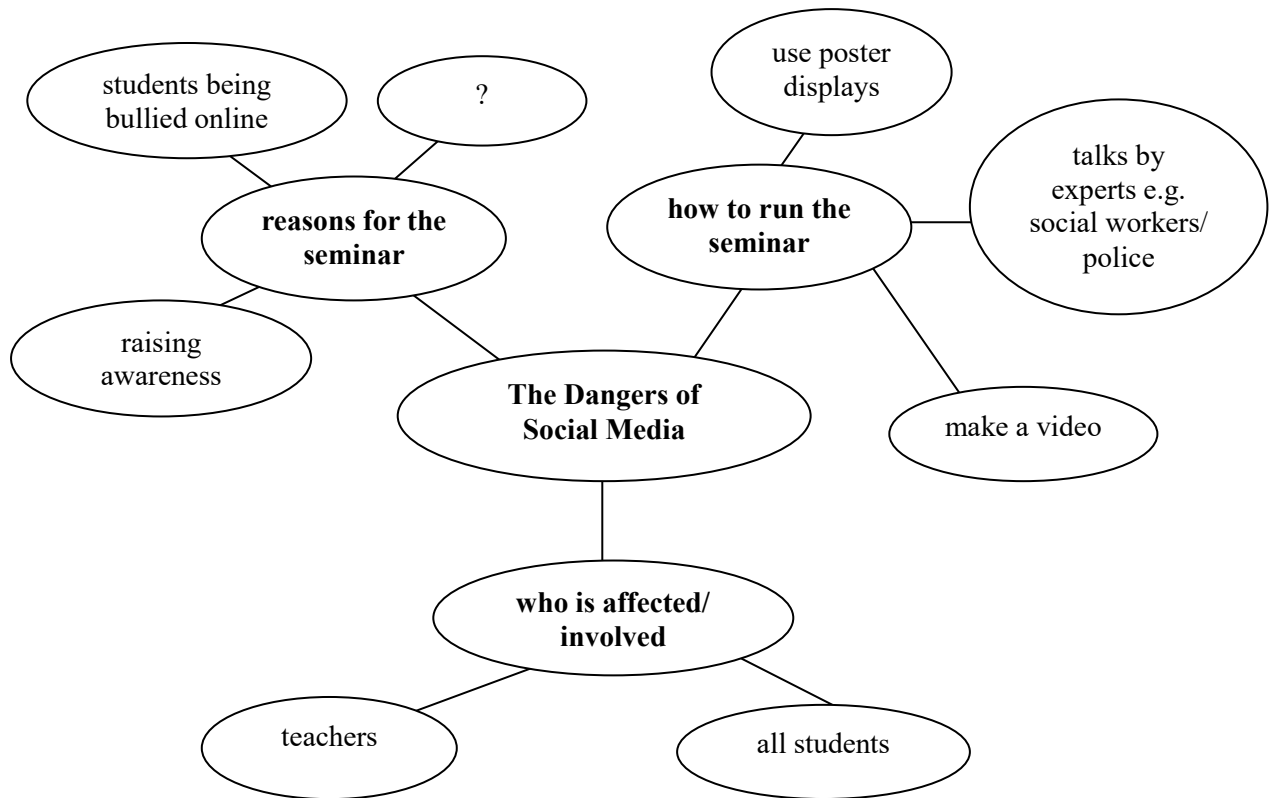 students being
bullied online
?
reasons for the
seminar
raising
awareness
use poster
displays
how to run the
seminar
talks by
experts e.g.
social workers/
police
make a video
The Dangers of
Social Media
who is affected/
involved
teachers
all students